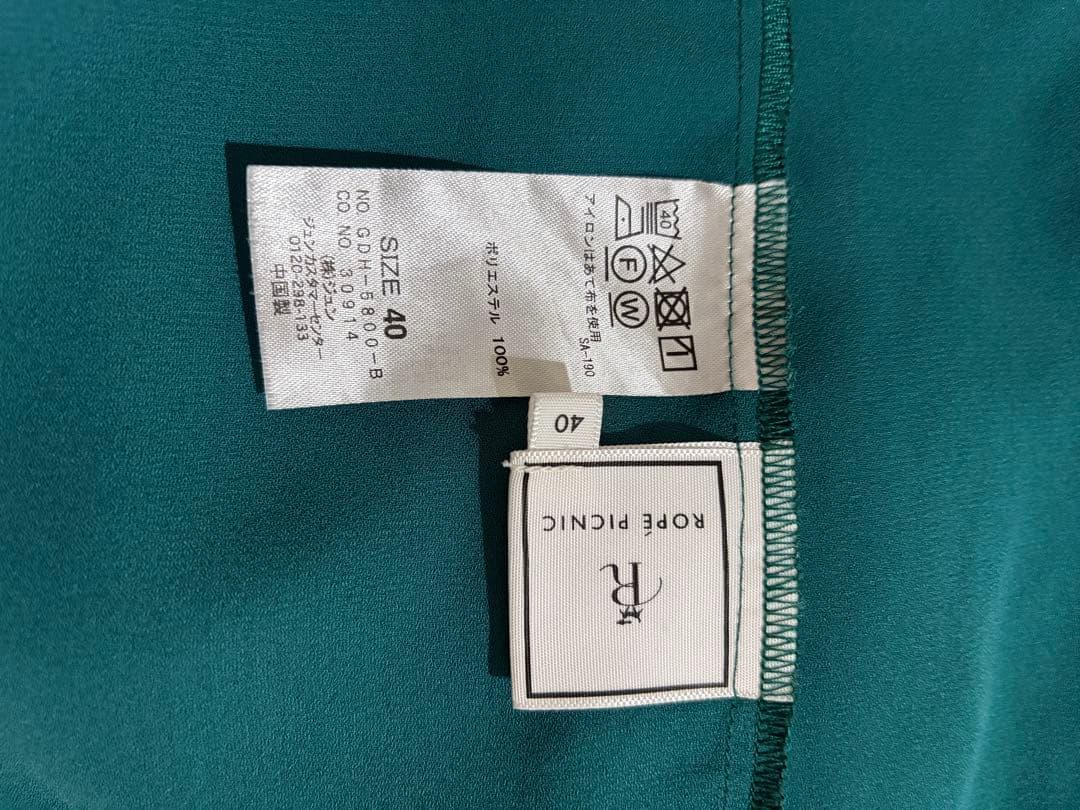 40
F
W
アイロンはあて布を使用
SA-190
ポリエステル 100%
SIZE 40
NO. GDH-5800-B
CO NO. 30914
(株)ジュン
ジュンカスタマーセンター
0120-298-133
中国製
40
ROPÉ PICNIC
R